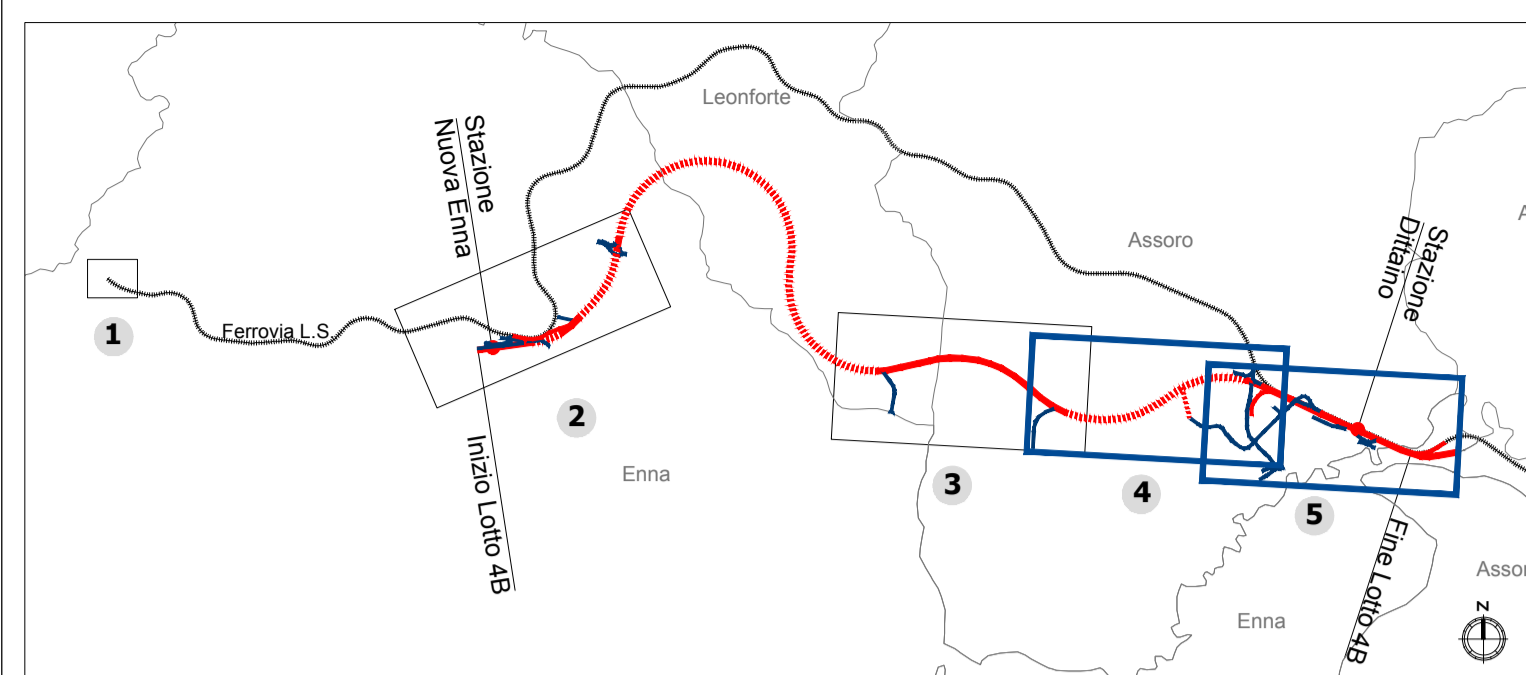 Leonforte
Stazione
Nuova Enna
Assoro
Stazione
Dittaino
A
1
Ferrovia L.S.
2
Inizio Lotto 4B
Enna
3
4
5
Fine Lotto 4B
Assor
Enna
N